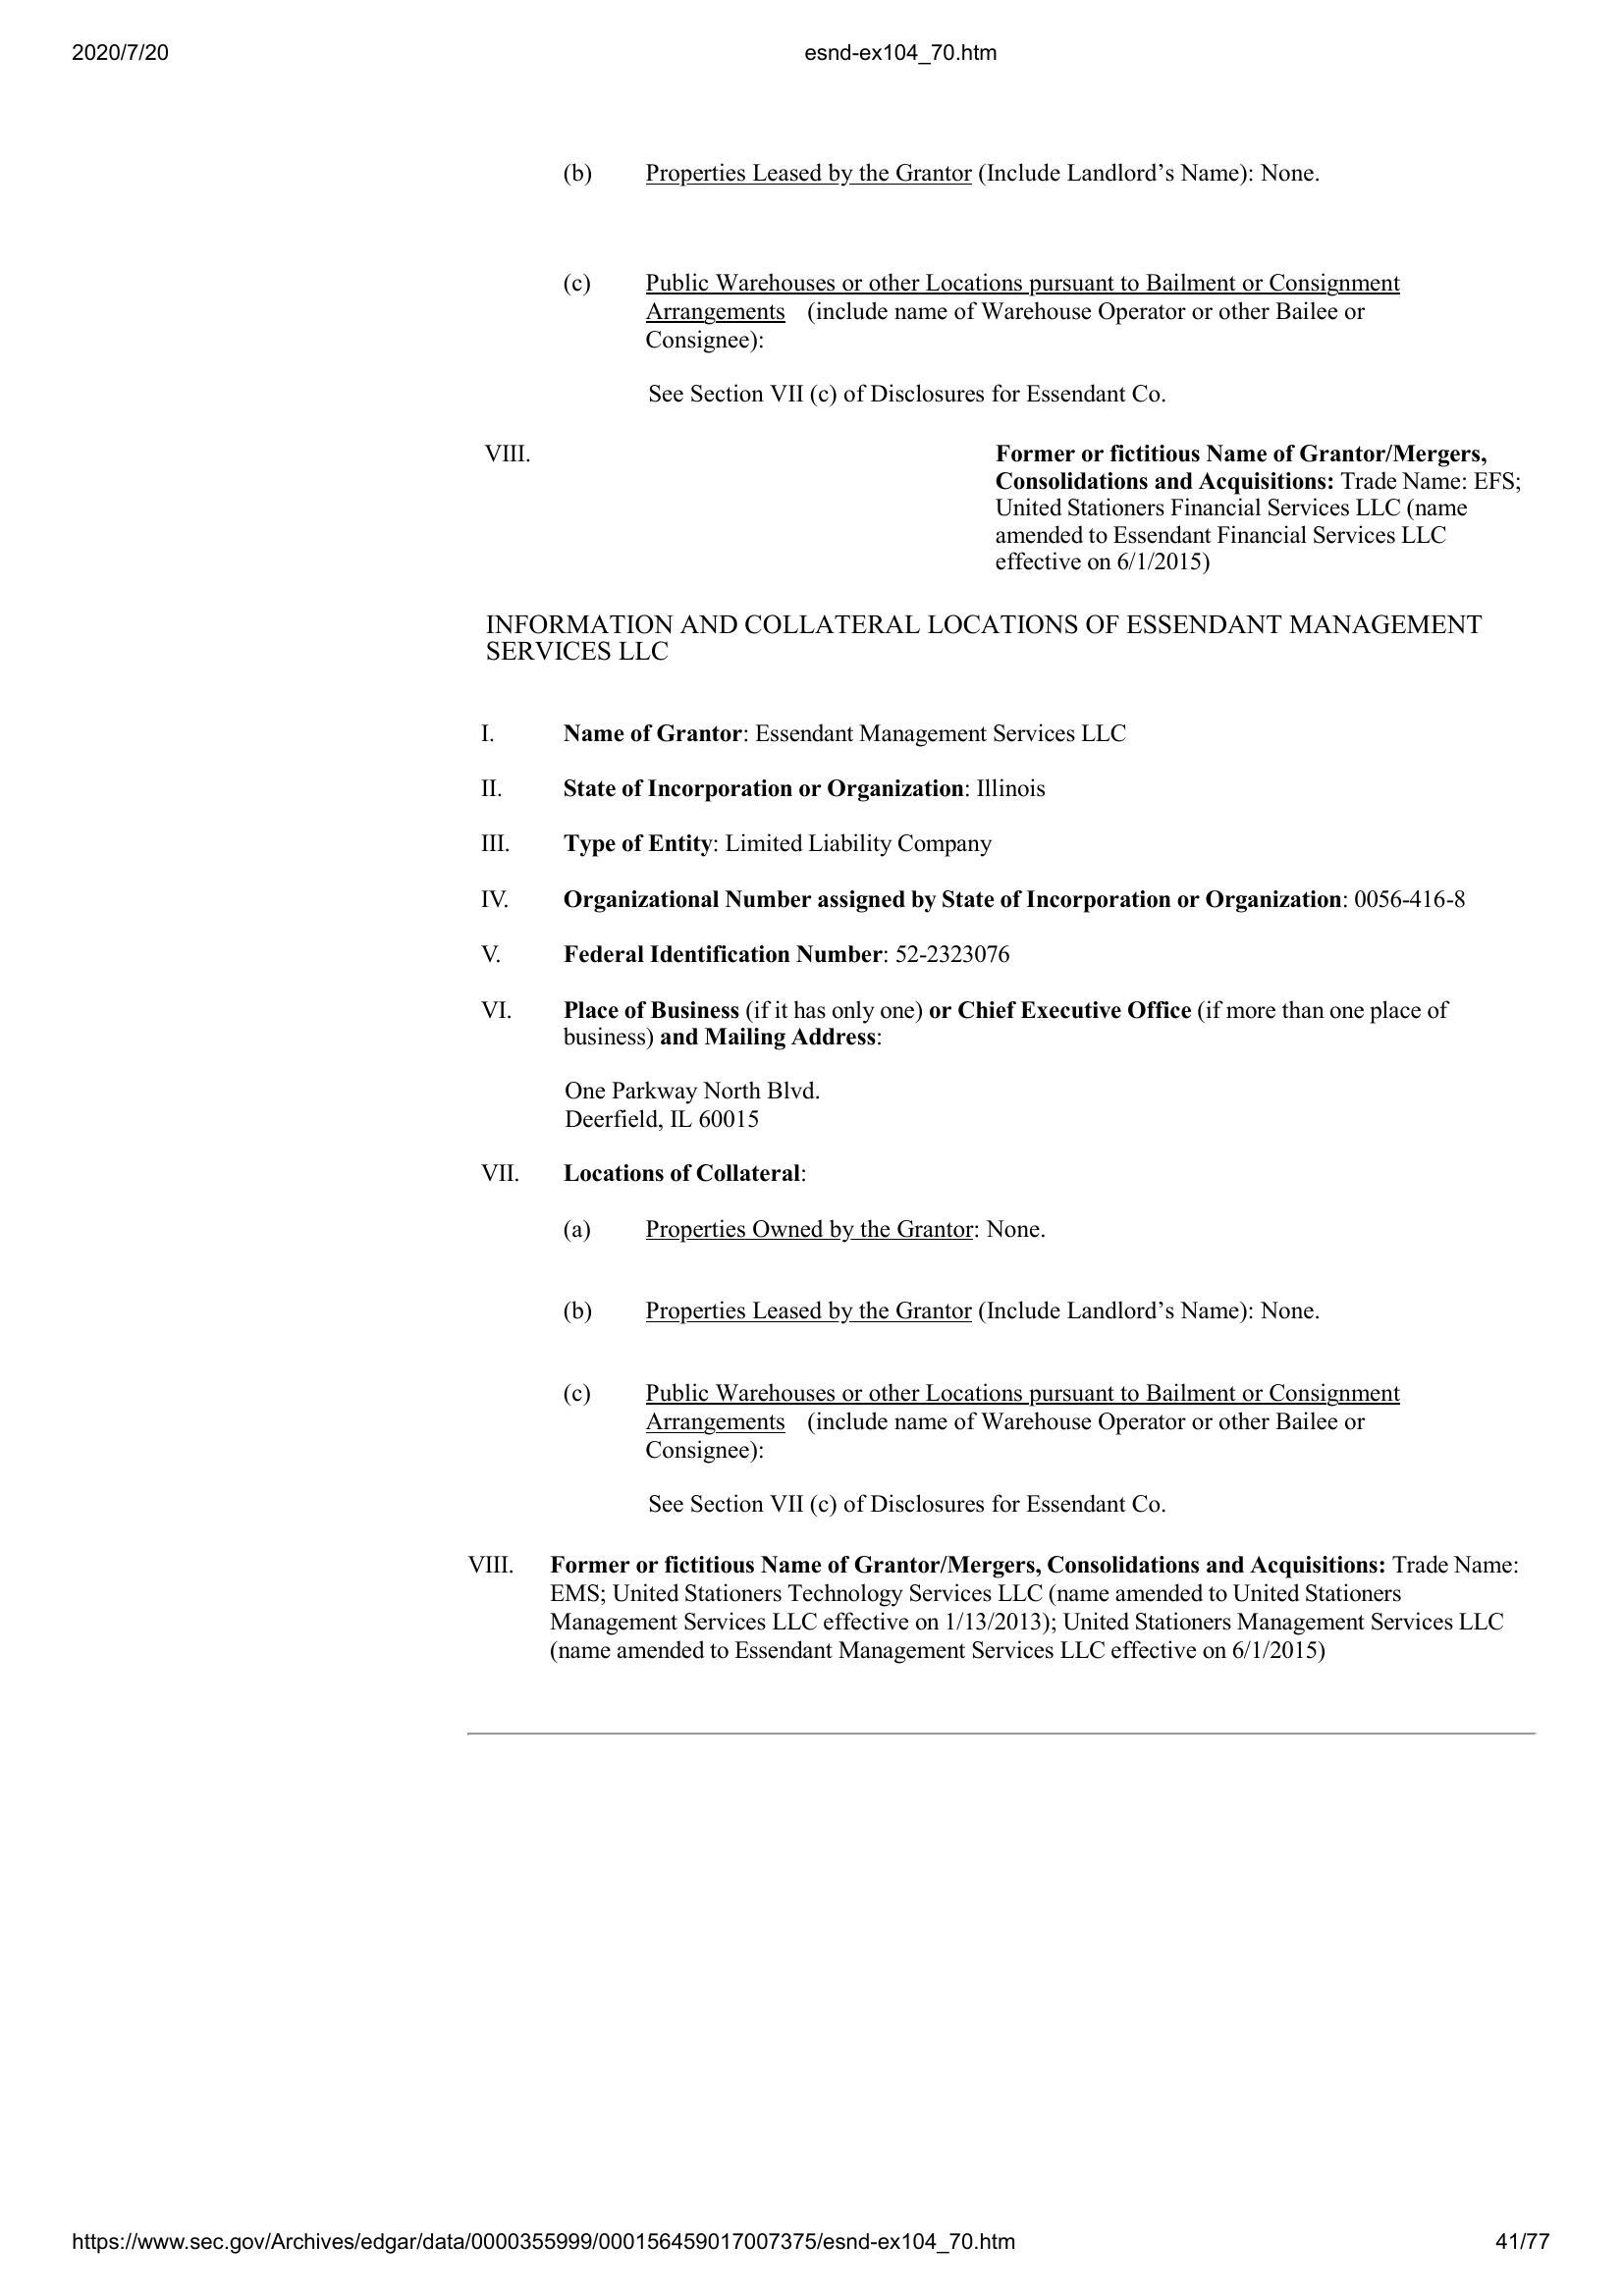 2020/7/20 esnd-ex104_70.htm
(b) Properties Leased by the Grantor (Include Landlord’s Name): None.
(c) Public Warehouses or other Locations pursuant to Bailment or Consignment
Arrangements (include name of Warehouse Operator or other Bailee or
Consignee):
See Section VII (c) of Disclosures for Essendant Co.
VIII. Former or fictitious Name of Grantor/Mergers,
Consolidations and Acquisitions: Trade Name: EFS;
United Stationers Financial Services LLC (name
amended to Essendant Financial Services LLC
effective on 6/1/2015)
INFORMATION AND COLLATERAL LOCATIONS OF ESSENDANT MANAGEMENT
SERVICES LLC
I. Name of Grantor: Essendant Management Services LLC
II. State of Incorporation or Organization: Illinois
III. Type of Entity: Limited Liability Company
IV. Organizational Number assigned by State of Incorporation or Organization: 0056-416-8
V. Federal Identification Number: 52-2323076
VI. Place of Business (if it has only one) or Chief Executive Office (if more than one place of
business) and Mailing Address:
One Parkway North Blvd.
Deerfield, IL 60015
VII. Locations of Collateral:
(a) Properties Owned by the Grantor: None.
(b) Properties Leased by the Grantor (Include Landlord’s Name): None.
(c) Public Warehouses or other Locations pursuant to Bailment or Consignment
Arrangements (include name of Warehouse Operator or other Bailee or
Consignee):
See Section VII (c) of Disclosures for Essendant Co.
VIII. Former or fictitious Name of Grantor/Mergers, Consolidations and Acquisitions: Trade Name:
EMS; United Stationers Technology Services LLC (name amended to United Stationers
Management Services LLC effective on 1/13/2013); United Stationers Management Services LLC
(name amended to Essendant Management Services LLC effective on 6/1/2015)
https://www.sec.gov/Archives/edgar/data/0000355999/000156459017007375/esnd-ex104_70.htm 41/77